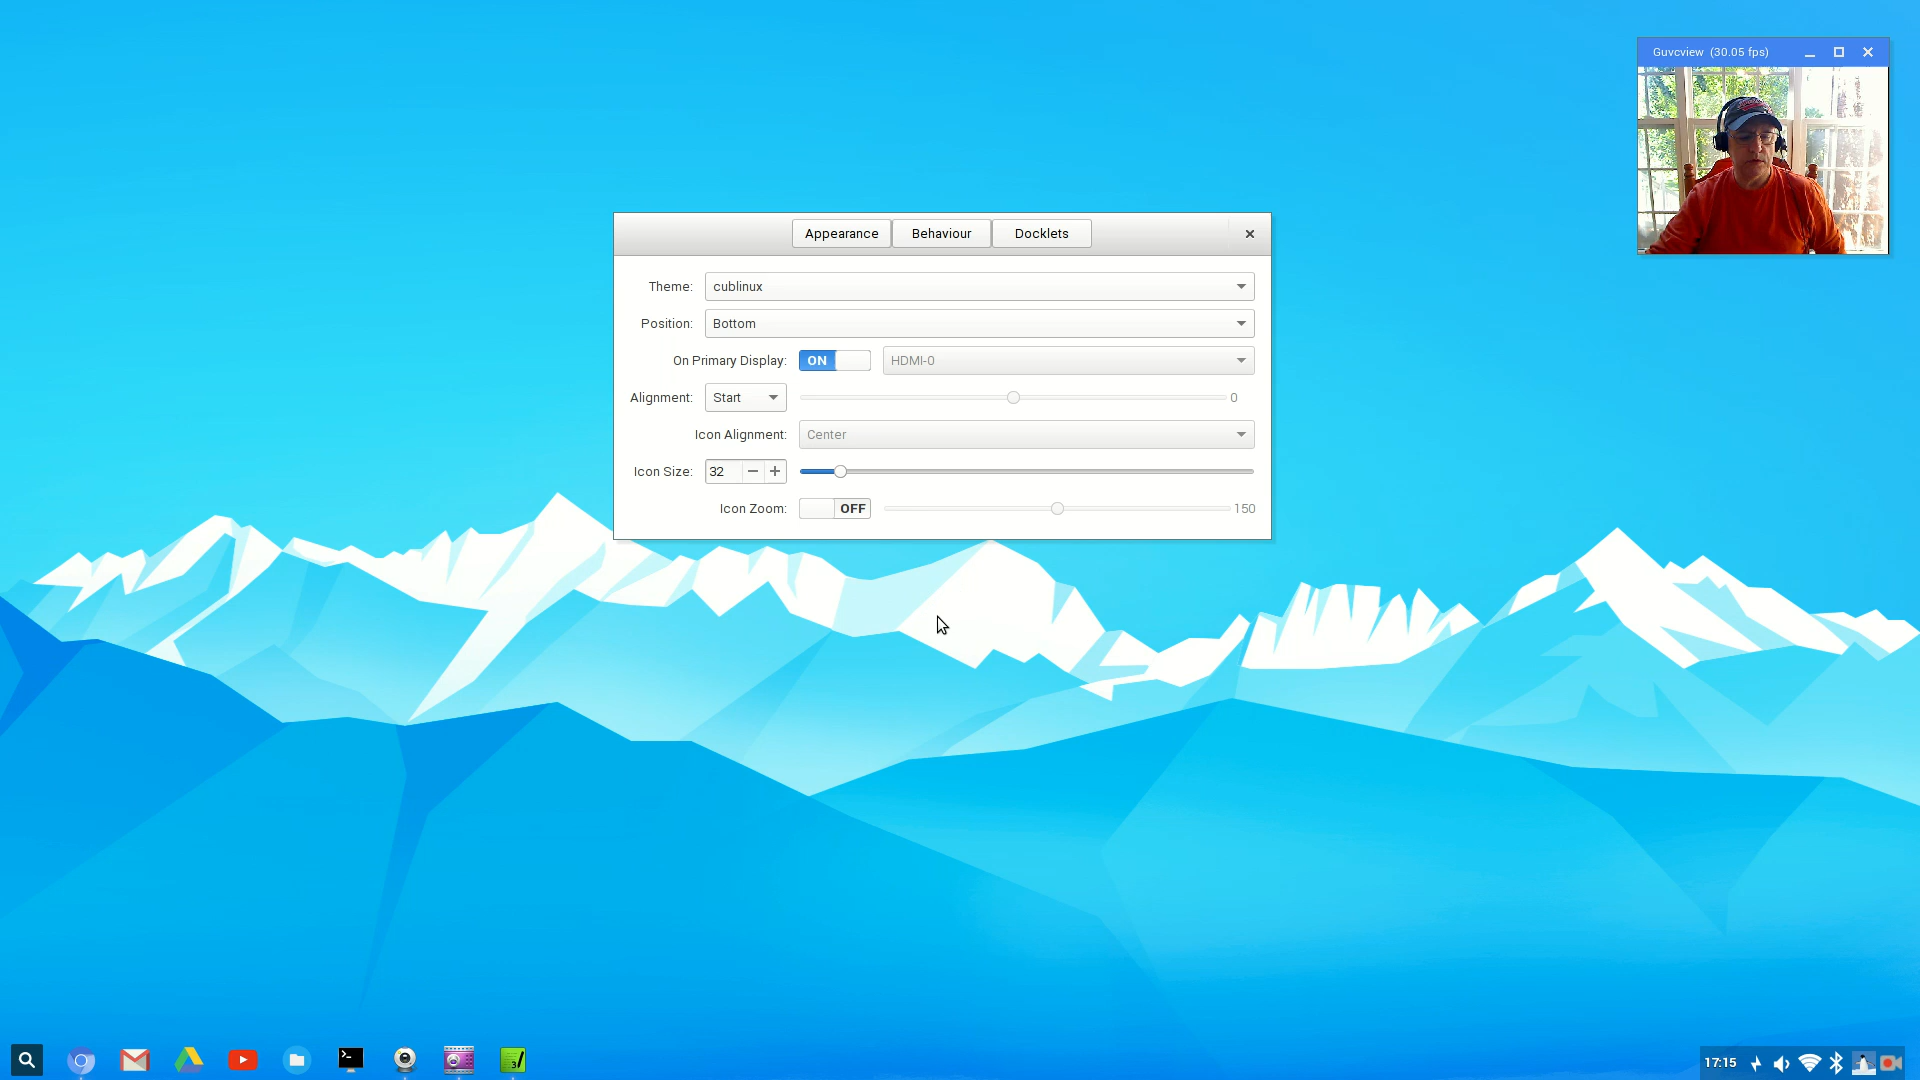 Guvcview (30.05 fps)
Appearance
Behaviour
Docklets
Theme: cublinux
Position: Bottom
On Primary Display: ON HDMI-0
Alignment: Start 0
Icon Alignment: Center
Icon Size: 32
Icon Zoom: OFF 150
17:15